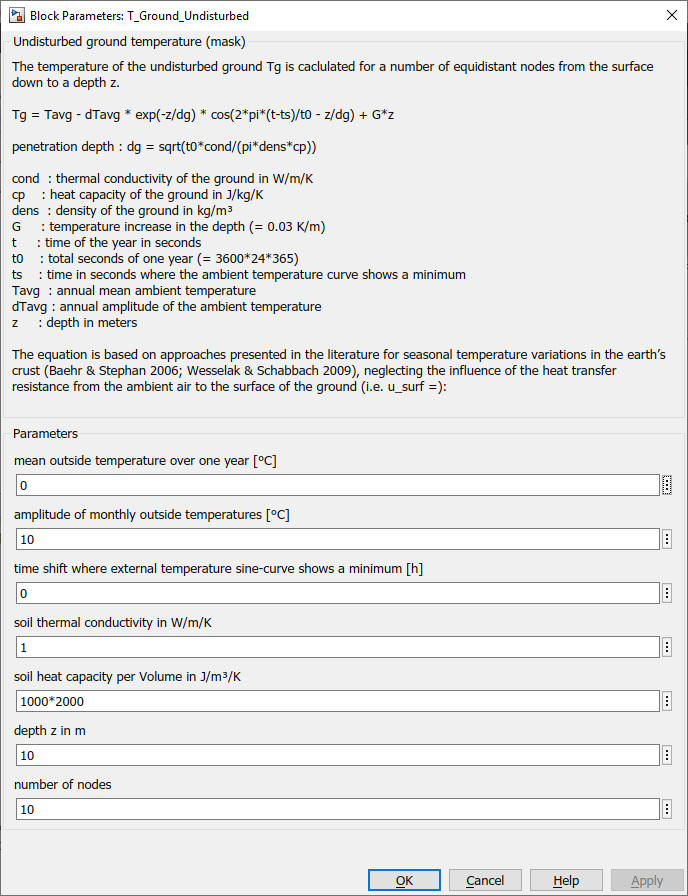 Block Parameters: T_Ground_Undisturbed
Undisturbed ground temperature (mask)
The temperature of the undisturbed ground Tg is caclulated for a number of equidistant nodes from the surface
down to a depth z.
Tg = Tavg - dTavg * exp(-z/dg) * cos(2*pi*(t-ts)/t0 - z/dg) + G*z
penetration depth : dg = sqrt(t0*cond/(pi*dens*cp))
cond : thermal conductivity of the ground in W/m/K
cp : heat capacity of the ground in J/kg/K
dens : density of the ground in kg/m³
G : temperature increase in the depth (= 0.03 K/m)
t : time of the year in seconds
t0 : total seconds of one year (= 3600*24*365)
ts : time in seconds where the ambient temperature curve shows a minimum
Tavg : annual mean ambient temperature
dTavg : annual amplitude of the ambient temperature
z : depth in meters
The equation is based on approaches presented in the literature for seasonal temperature variations in the earth’s
crust (Baehr & Stephan 2006; Wesselak & Schabbach 2009), neglecting the influence of the heat transfer
resistance from the ambient air to the surface of the ground (i.e. u_surf =):
Parameters
mean outside temperature over one year [°C]
0
amplitude of monthly outside temperatures [°C]
10
time shift where external temperature sine-curve shows a minimum [h]
0
soil thermal conductivity in W/m/K
1
soil heat capacity per Volume in J/m³/K
1000*2000
depth z in m
10
number of nodes
10
OK Cancel Help Apply